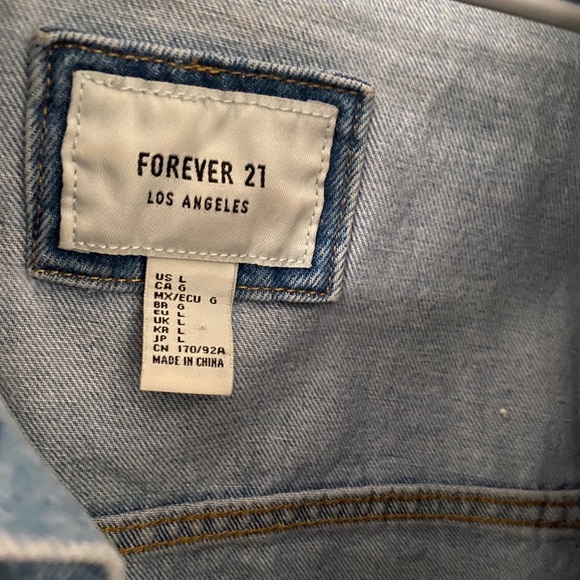 FOREVER 21
LOS ANGELES
US L
CA G
MX/ECU G
BR G
EU L
UK L
KR L
JP L
CN 170/92A
MADE IN CHINA